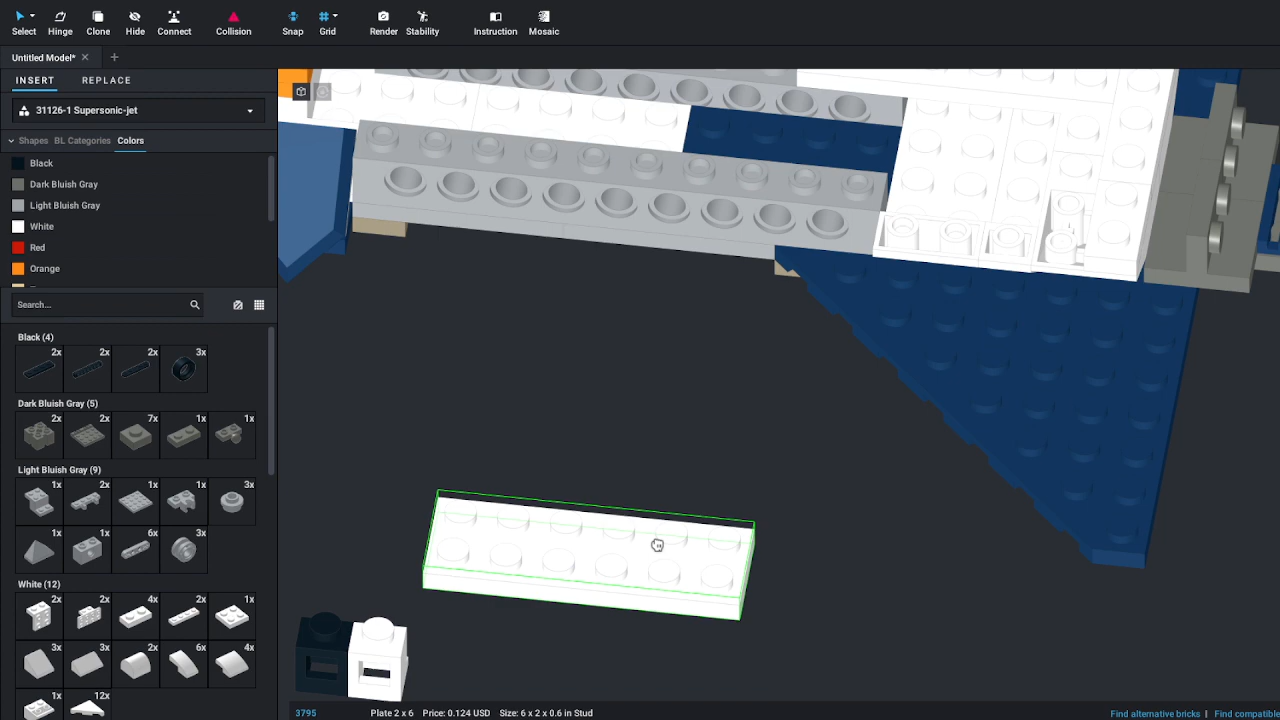 Select Hinge Clone Hide Connect Collision Snap Grid Render Stability Instruction Mosaic
Untitled Model*
INSERT REPLACE
31126-1 Supersonic-jet
Shapes BL Categories Colors
Black
Dark Bluish Gray
Light Bluish Gray
White
Red
Orange
Search...
Black (4)
2x 2x 2x 3x
Dark Bluish Gray (5)
2x 2x 7x 1x 1x
Light Bluish Gray (9)
1x 2x 1x 1x 3x
1x 1x 6x 3x
White (12)
2x 2x 4x 2x 1x
3x 3x 2x 6x 4x
1x 12x
3795 Plate 2 x 6 Price: 0.124 USD Size: 6 x 2 x 0.6 in Stud
Find alternative bricks | Find compatible